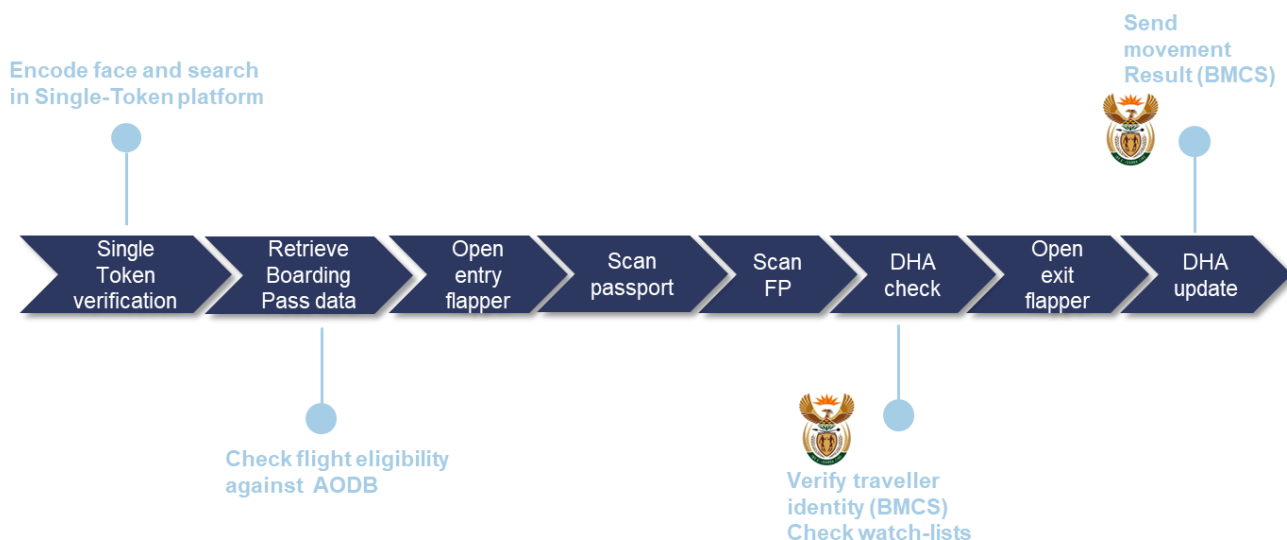 Send
movement
Result (BMCS)
Encode face and search
in Single-Token platform
Single
Token
verification
Retrieve
Boarding
Pass data
Open
entry
flapper
Scan
passport
Scan
FP
DHA
check
Open
exit
flapper
DHA
update
Check flight eligibility
against AODB
Verify traveller
identity (BMCS)
Check watch-lists